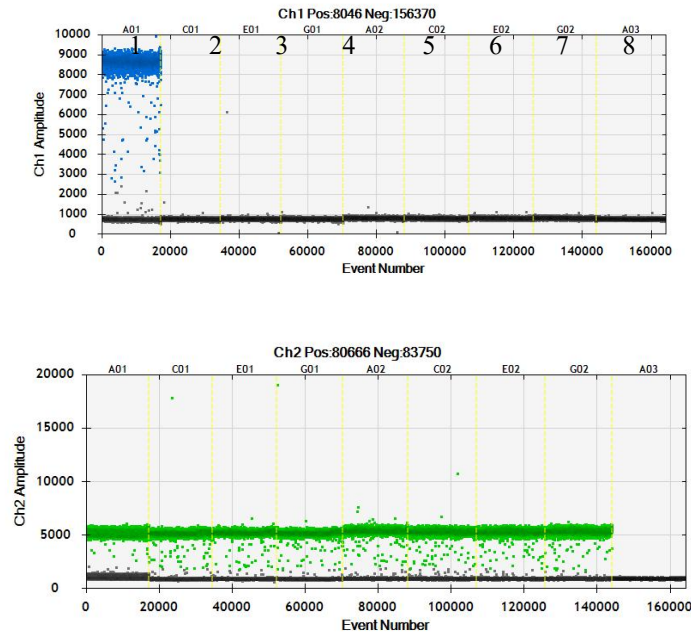 Ch1 Pos:8046 Neg:156370
A01 C01 E01 G01 A02 C02 E02 G02 A03
1 2 3 4 5 6 7 8
10000
9000
8000
7000
6000
5000
4000
3000
2000
1000
0
Ch1 Amplitude
0 20000 40000 60000 80000 100000 120000 140000 160000
Event Number
Ch2 Pos:80666 Neg:83750
A01 C01 E01 G01 A02 C02 E02 G02 A03
20000
15000
10000
5000
0
Ch2 Amplitude
0 20000 40000 60000 80000 100000 120000 140000 160000
Event Number